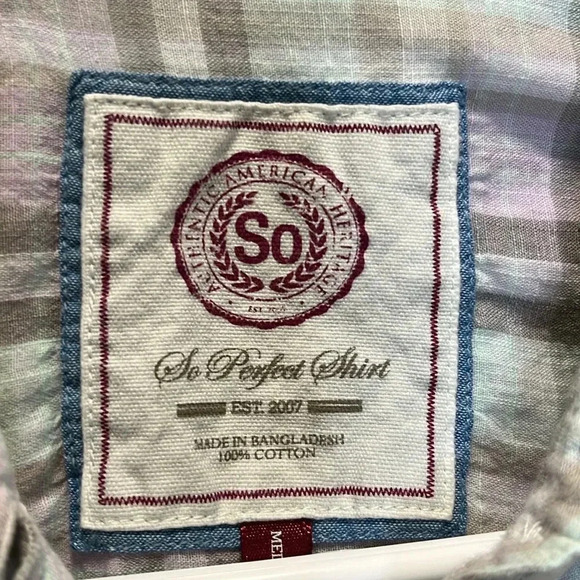 AUTHENTIC AMERICAN HERITAGE
So
So Perfect Shirt
EST. 2007
MADE IN BANGLADESH
100% COTTON